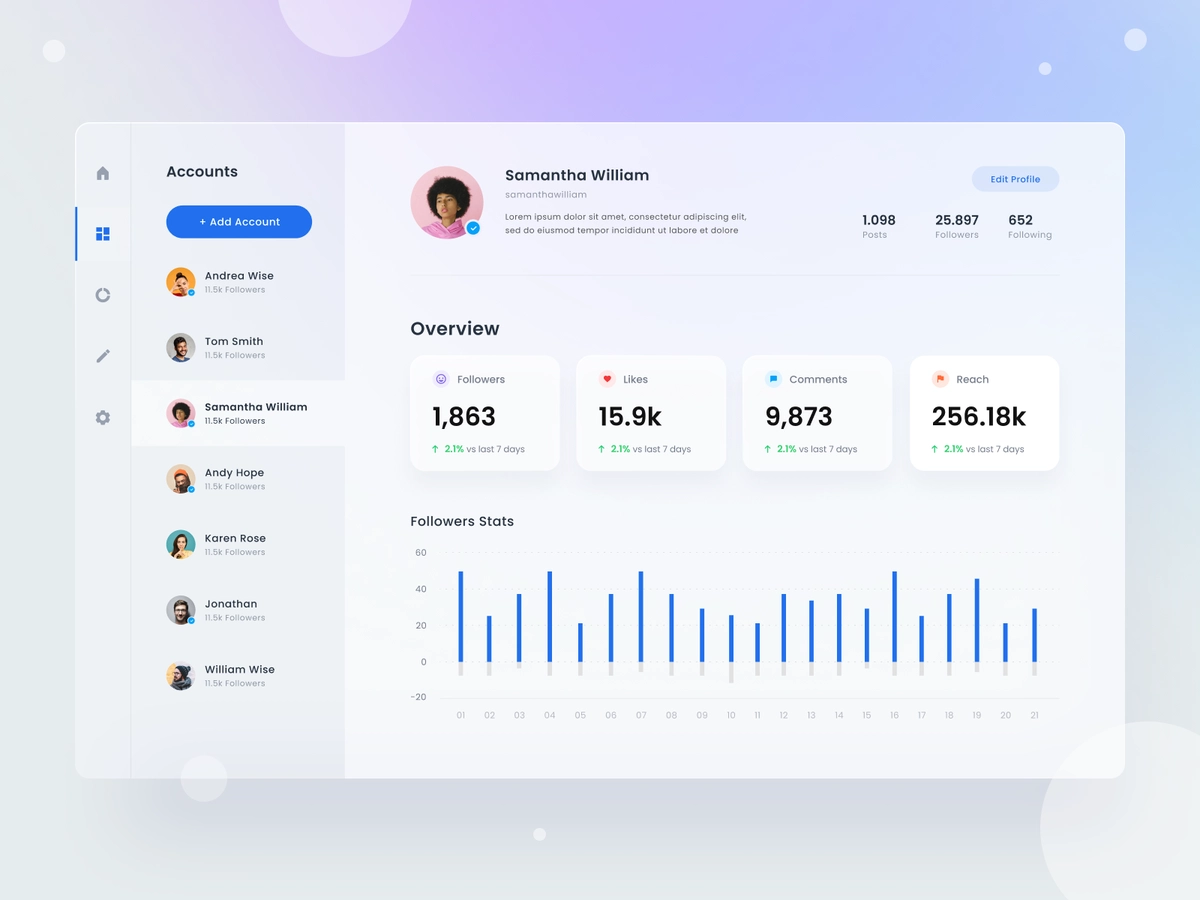 Accounts
+ Add Account
Andrea Wise
11.5k Followers
Tom Smith
11.5k Followers
Samantha William
11.5k Followers
Andy Hope
11.5k Followers
Karen Rose
11.5k Followers
Jonathan
11.5k Followers
William Wise
11.5k Followers
Samantha William
samanthawilliam
Lorem ipsum dolor sit amet, consectetur adipiscing elit,
sed do eiusmod tempor incididunt ut labore et dolore
Edit Profile
1.098 25.897 652
Posts Followers Following
Overview
Followers Likes Comments Reach
1,863 15.9k 9,873 256.18k
2.1% vs last 7 days 2.1% vs last 7 days 2.1% vs last 7 days 2.1% vs last 7 days
Followers Stats
60
40
20
0
-20
01 02 03 04 05 06 07 08 09 10 11 12 13 14 15 16 17 18 19 20 21